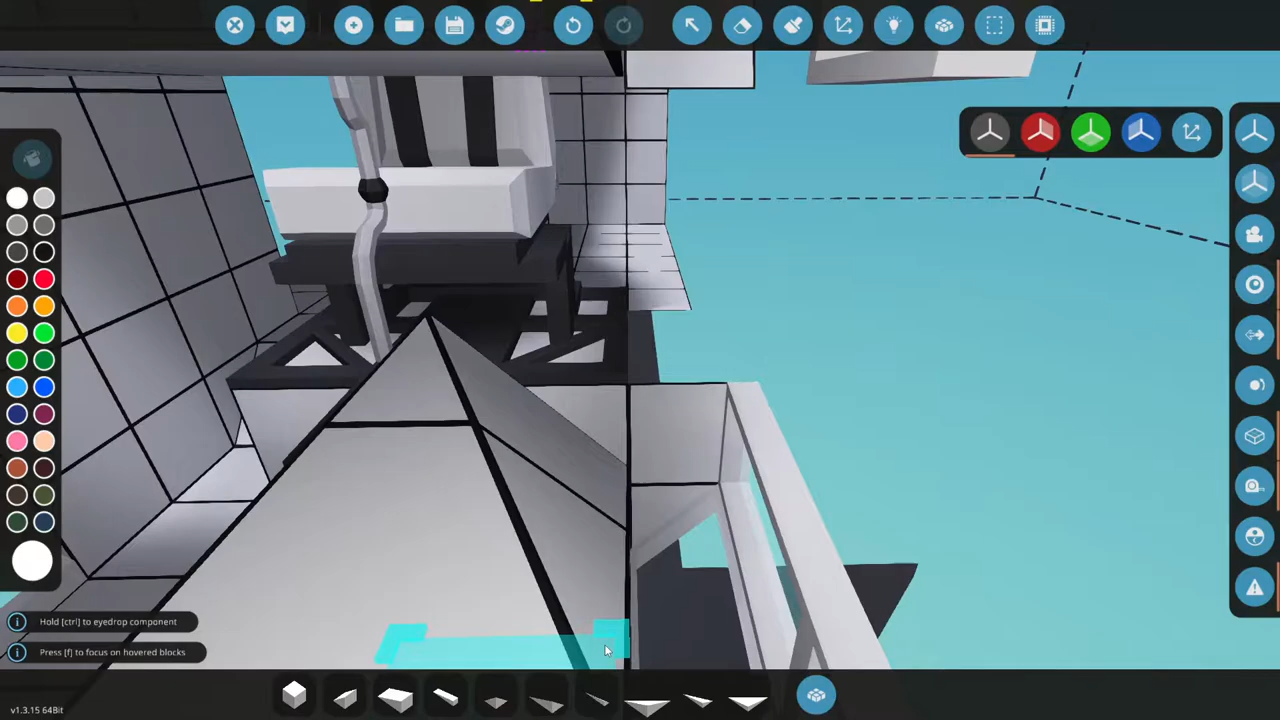 Hold [ctrl] to eyedrop component
Press [f] to focus on hovered blocks
v1.3.15 64Bit